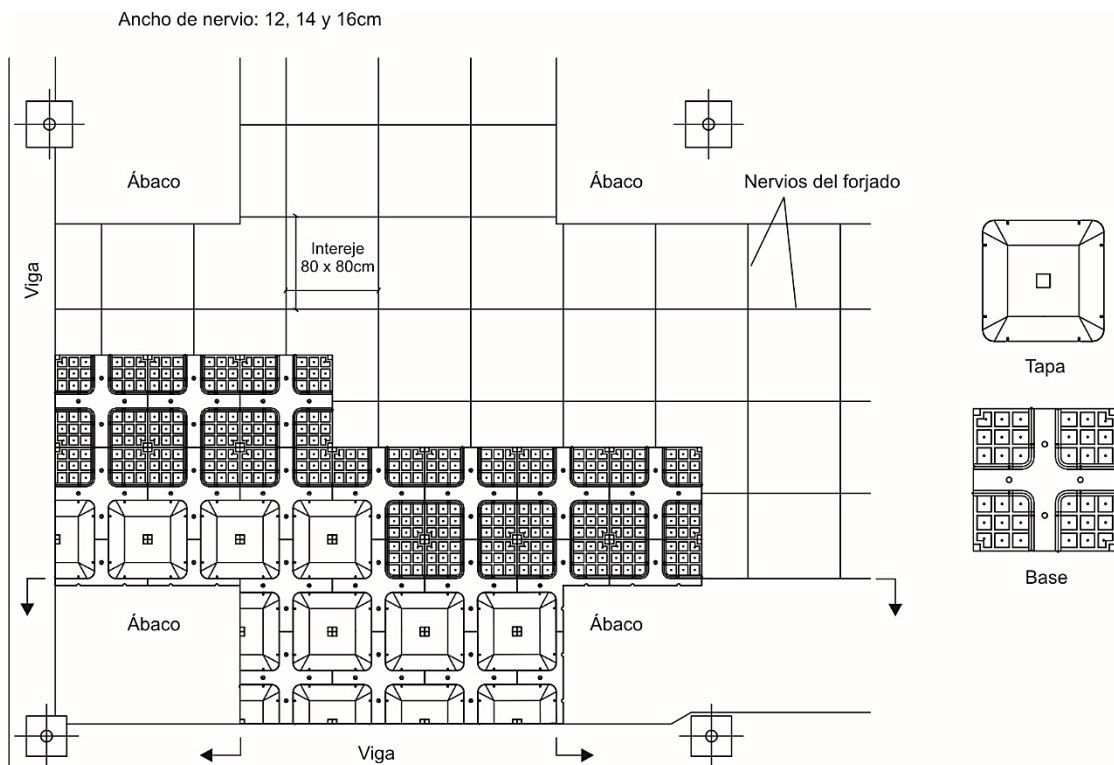 Ancho de nervio: 12, 14 y 16cm
Ábaco
Ábaco
Nervios del forjado
Intereje
80 x 80cm
Viga
Tapa
Base
Ábaco
Ábaco
Viga